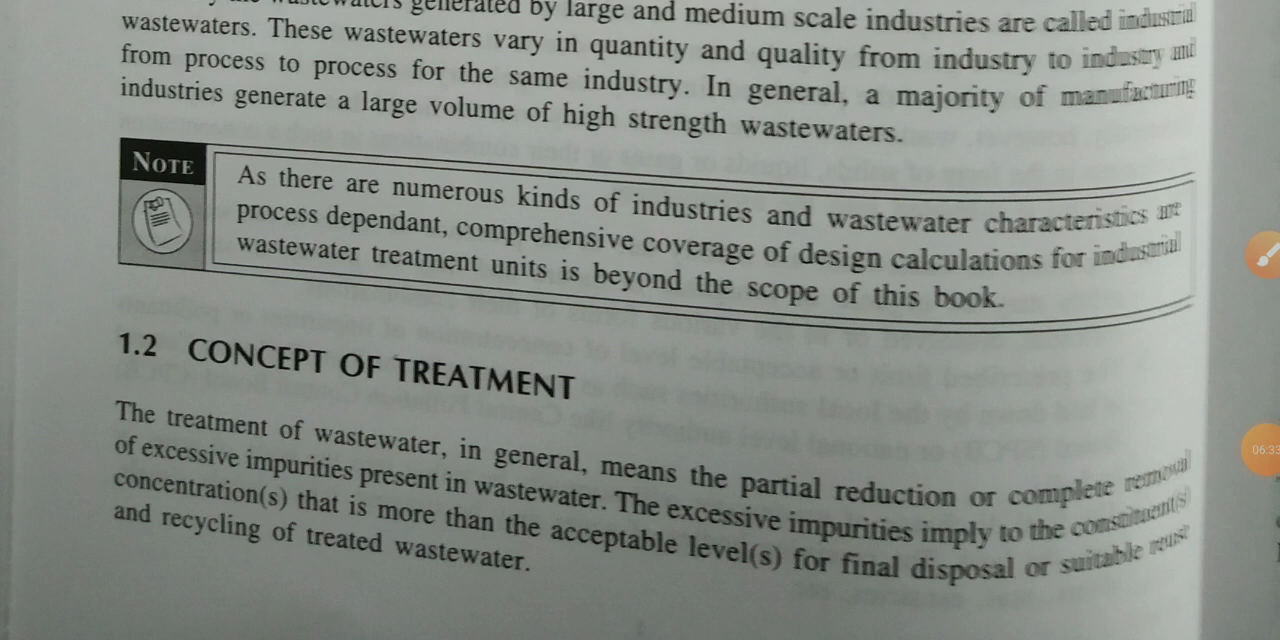 wastewaters generated by large and medium scale industries are called industrial
wastewaters. These wastewaters vary in quantity and quality from industry to industry and
from process to process for the same industry. In general, a majority of manufacturing
industries generate a large volume of high strength wastewaters.
NOTE
As there are numerous kinds of industries and wastewater characteristics are
process dependant, comprehensive coverage of design calculations for industrial
wastewater treatment units is beyond the scope of this book.
1.2 CONCEPT OF TREATMENT
The treatment of wastewater, in general, means the partial reduction or complete removal
of excessive impurities present in wastewater. The excessive impurities imply to the constituent(s)
concentration(s) that is more than the acceptable level(s) for final disposal or suitable reuse
and recycling of treated wastewater.
06:33